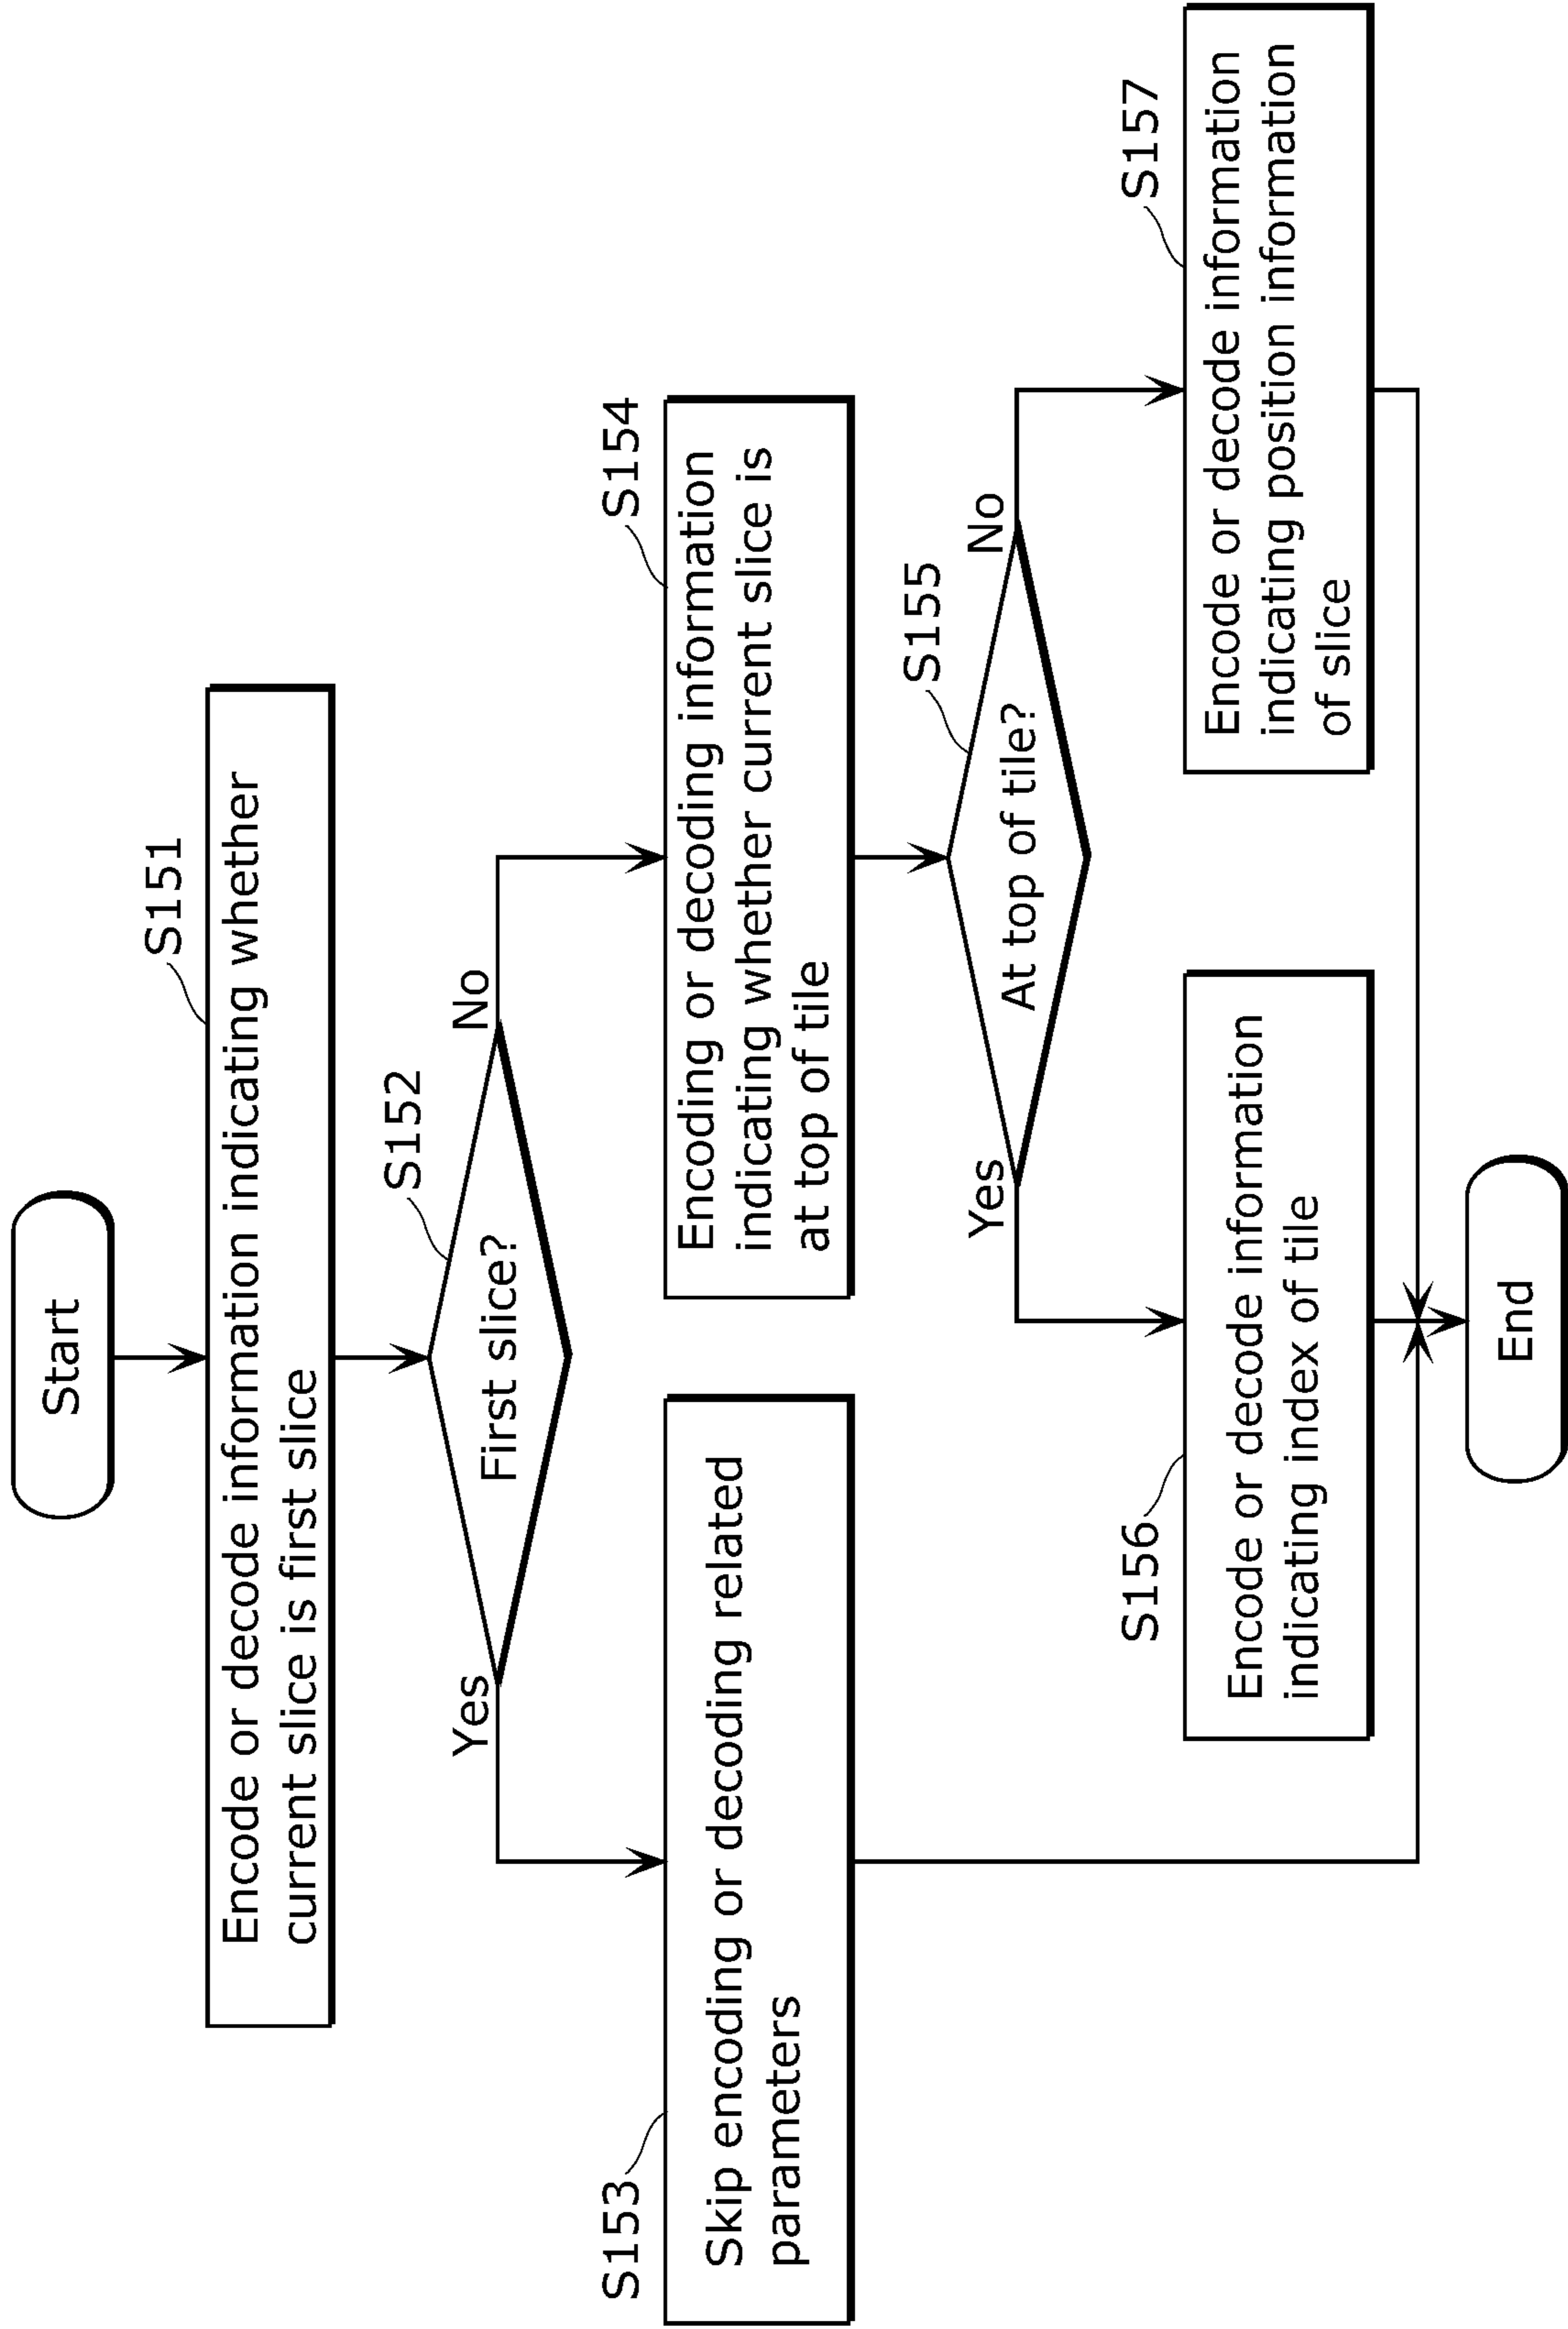 Start
S151
Encode or decode information indicating whether
current slice is first slice
S152
First slice?
Yes
No
S153
Skip encoding or decoding related
parameters
S154
Encoding or decoding information
indicating whether current slice is
at top of tile
S155
At top of tile?
Yes
No
S156
Encode or decode information
indicating index of tile
S157
Encode or decode information
indicating position information
of slice
End